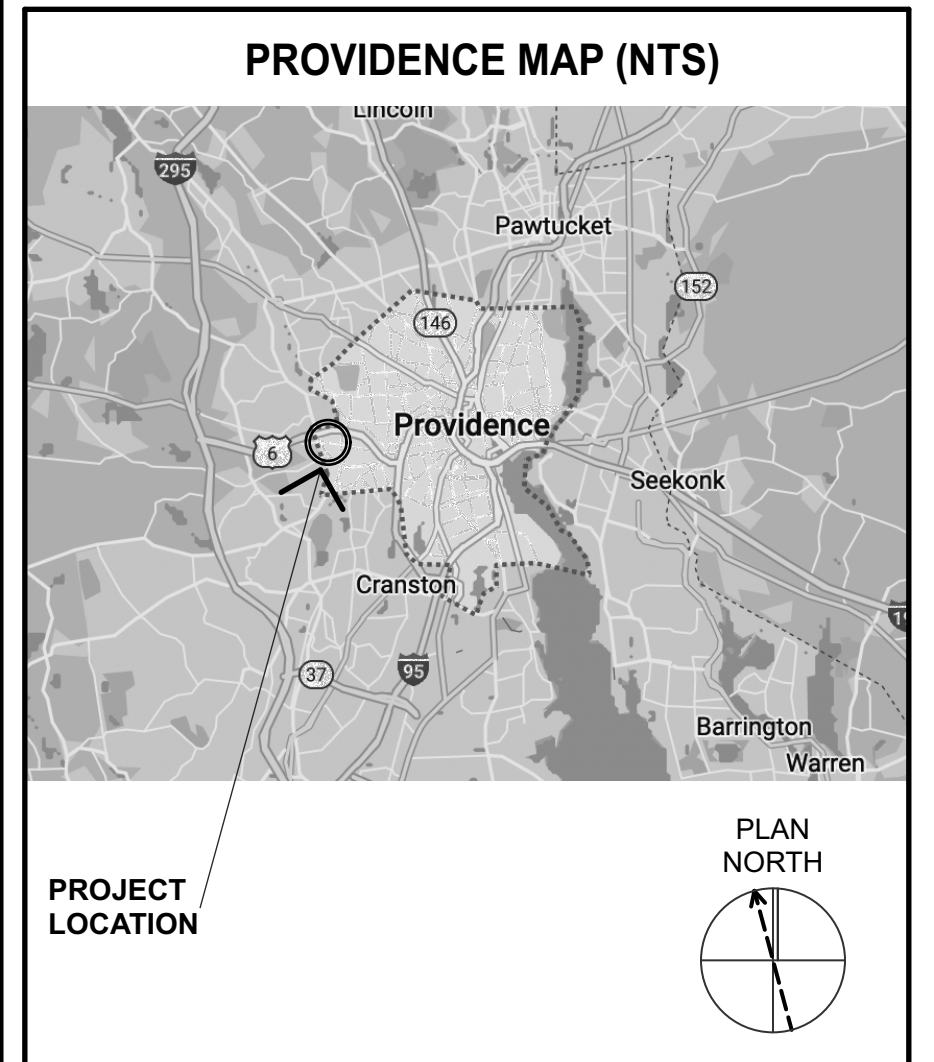 PROVIDENCE MAP (NTS)
Lincoln
295
Pawtucket
152
146
Providence
6
Seekonk
Cranston
37
95
Barrington
Warren
PLAN
NORTH
PROJECT
LOCATION